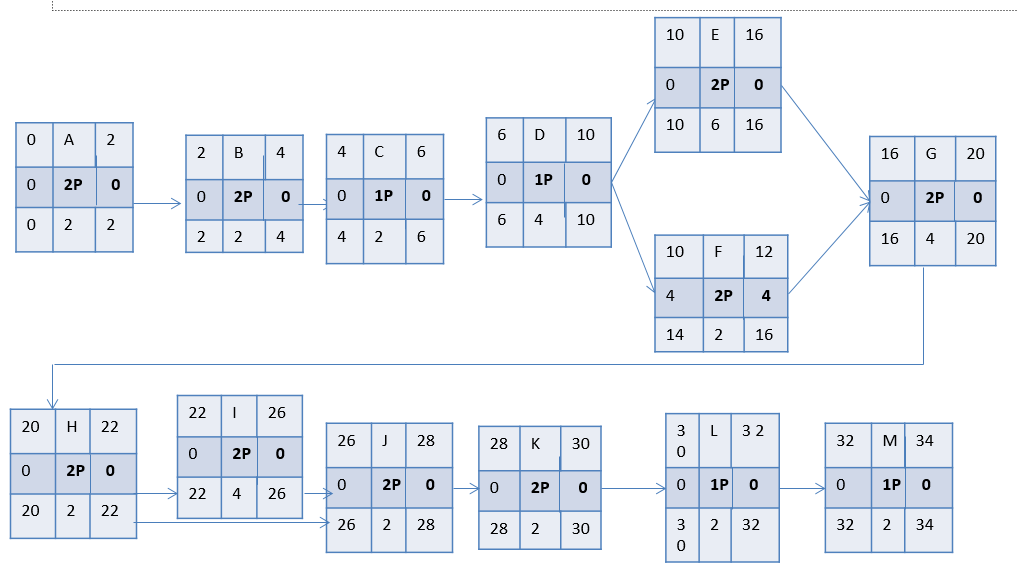 0 A 2
0 2P 0
0 2 2
2 B 4
0 2P 0
2 2 4
4 C 6
0 1P 0
4 2 6
6 D 10
0 1P 0
6 4 10
10 E 16
0 2P 0
10 6 16
10 F 12
4 2P 4
14 2 16
16 G 20
0 2P 0
16 4 20
20 H 22
0 2P 0
20 2 22
22 I 26
0 2P 0
22 4 26
26 J 28
0 2P 0
26 2 28
28 K 30
0 2P 0
28 2 30
3 L 3 2
0
0 1P 0
3 2 32
0
32 M 34
0 1P 0
32 2 34